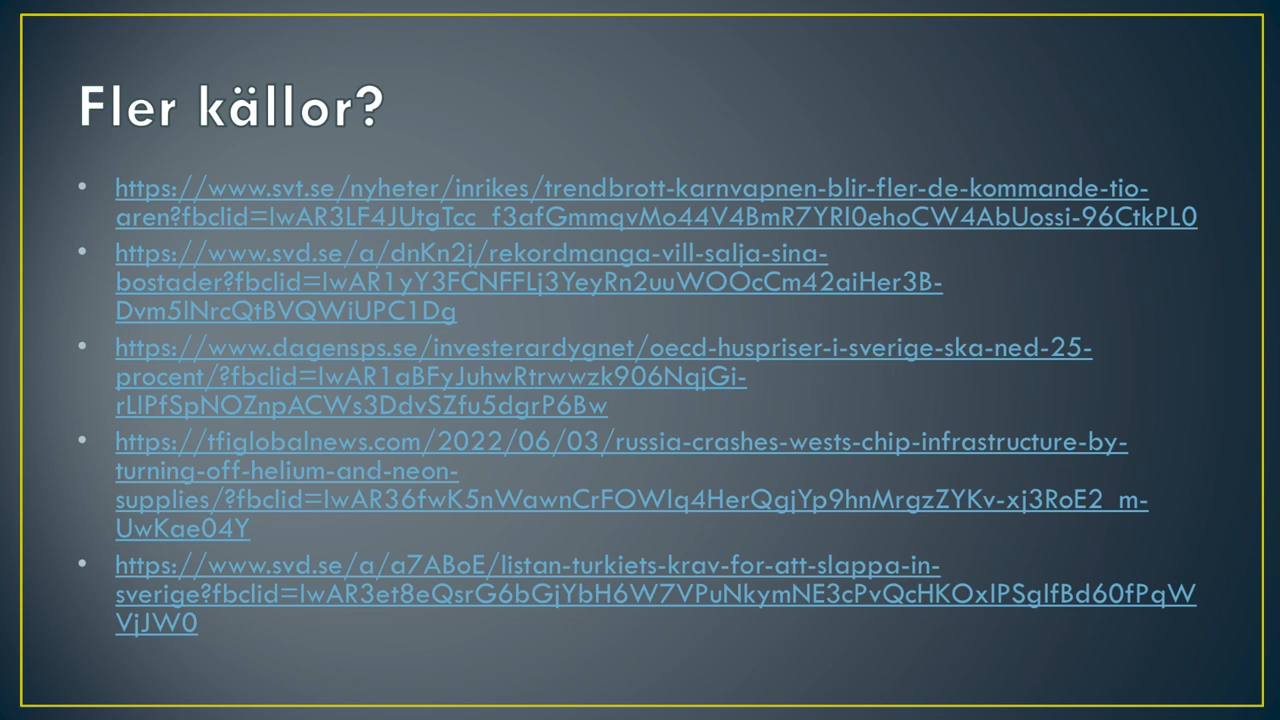 Fler källor?
• https://www.svt.se/nyheter/inrikes/trendbrott-karnvapnen-blir-fler-de-kommande-tio-
aren?fbclid=IwAR3LF4JUtgTcc_f3afGmmqvMo44V4BmR7YRI0ehoCW4AbUossi-96CtkPL0
• https://www.svd.se/a/dnKn2j/rekordmanga-vill-salja-sina-
bostader?fbclid=IwAR1yY3FCNFFLj3YeyRn2uuWOOcCm42aiHer3B-
Dvm5lNrcQtBVQWiUPC1Dg
• https://www.dagensps.se/investerardygnet/oecd-huspriser-i-sverige-ska-ned-25-
procent/?fbclid=IwAR1aBFyJuhwRtrwwzk906NqjGi-
rLlPfSpNOZnpACWs3DdvSZfu5dgrP6Bw
• https://tfiglobalnews.com/2022/06/03/russia-crashes-wests-chip-infrastructure-by-
turning-off-helium-and-neon-
supplies/?fbclid=IwAR36fwK5nWawnCrFOWlq4HerQgjYp9hnMrgzZYKv-xj3RoE2_m-
UwKae04Y
• https://www.svd.se/a/a7ABoE/listan-turkiets-krav-for-att-slappa-in-
sverige?fbclid=IwAR3et8eQsrG6bGjYbH6W7VPuNkymNE3cPvQcHKOxIPSgIfBd60fPqW
VjJW0